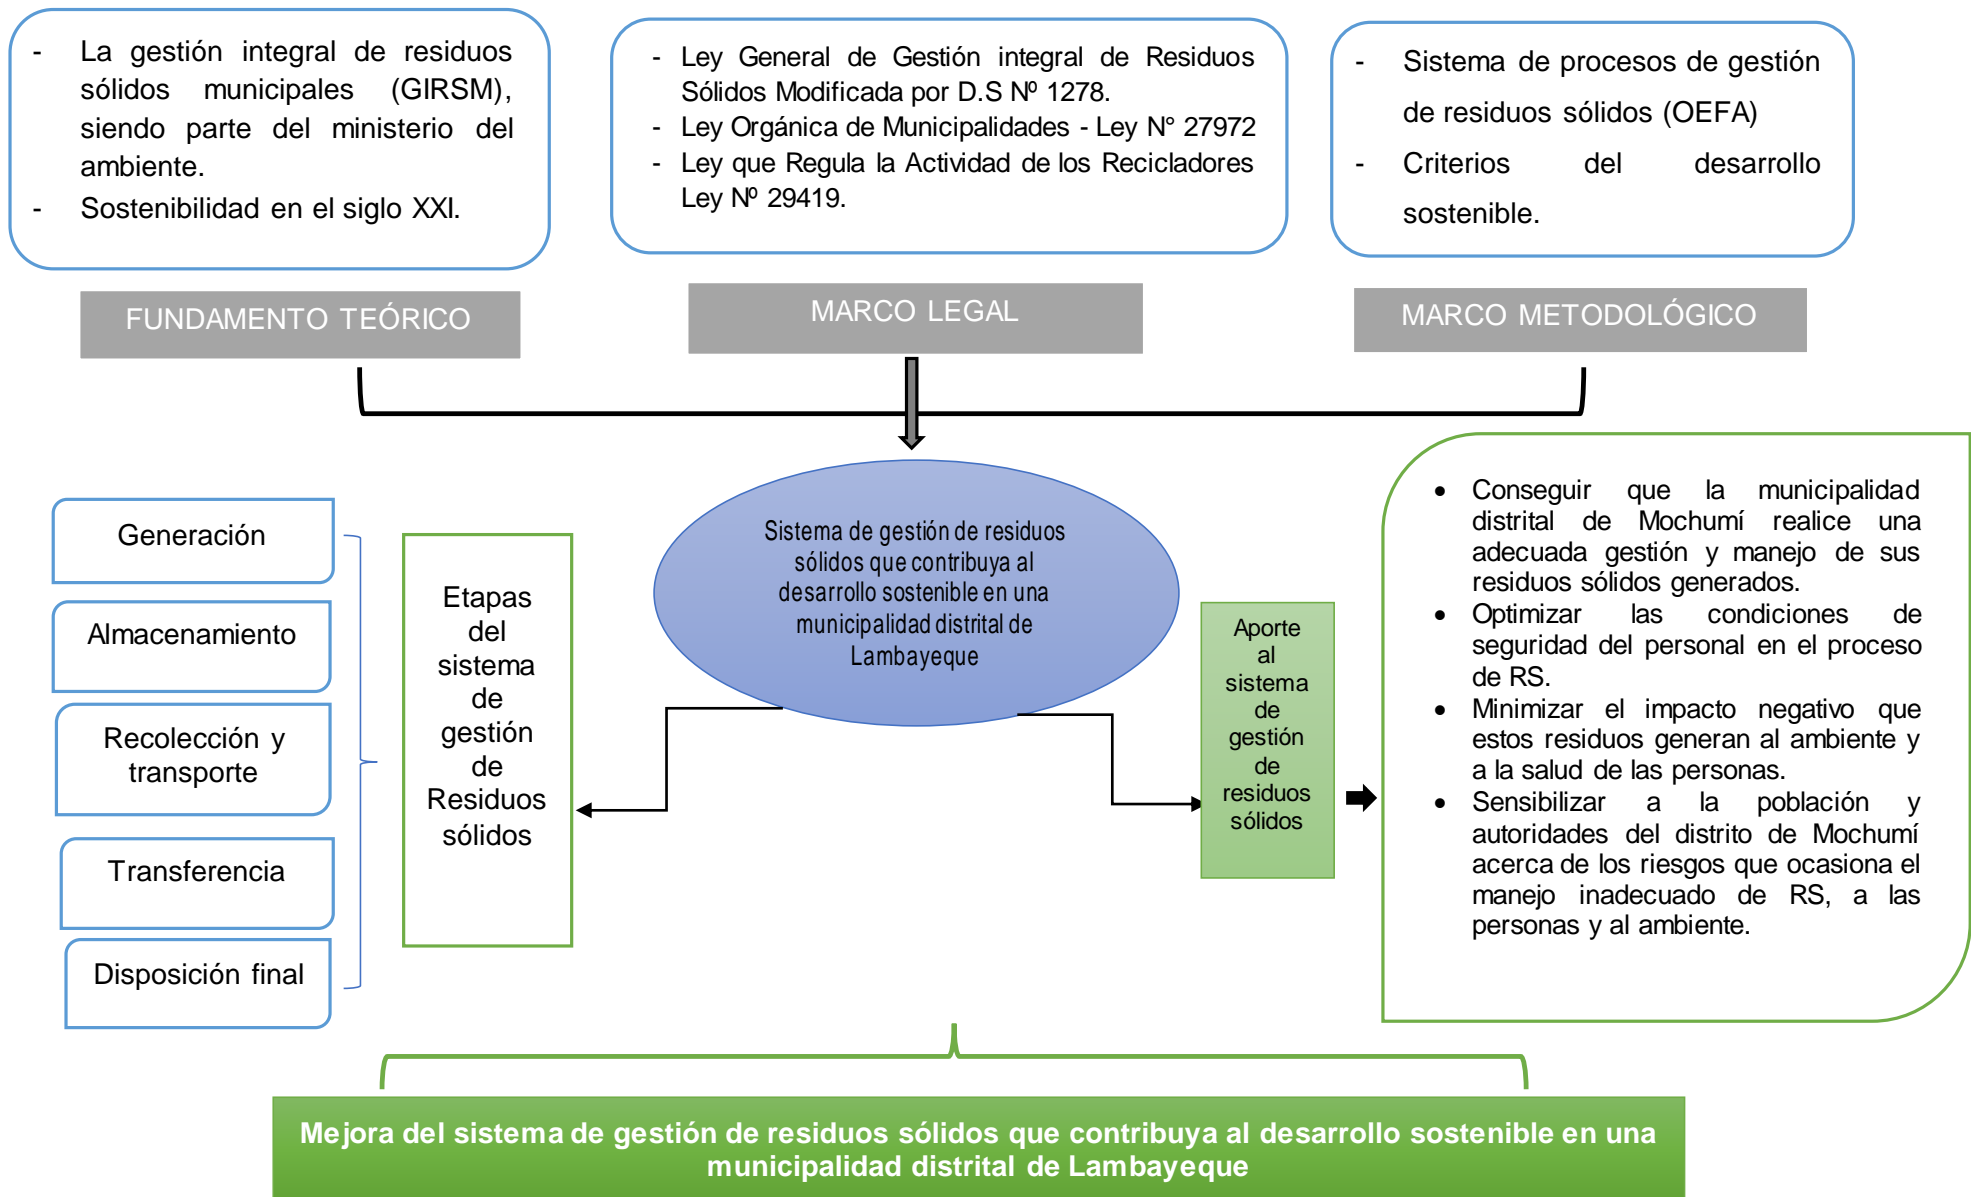 - La gestión integral de residuos
sólidos municipales (GIRSM),
siendo parte del ministerio del
ambiente.
- Sostenibilidad en el siglo XXI.
- Ley General de Gestión integral de Residuos
Sólidos Modificada por D.S Nº 1278.
- Ley Orgánica de Municipalidades - Ley N° 27972
- Ley que Regula la Actividad de los Recicladores
Ley Nº 29419.
- Sistema de procesos de gestión
de residuos sólidos (OEFA)
- Criterios del desarrollo
sostenible.
FUNDAMENTO TEÓRICO
MARCO LEGAL
MARCO METODOLÓGICO
Generación
Almacenamiento
Recolección y
transporte
Transferencia
Disposición final
Etapas
del
sistema
de
gestión
de
Residuos
sólidos
Sistema de gestión de residuos
sólidos que contribuya al
desarrollo sostenible en una
municipalidad distrital de
Lambayeque
Aporte
al
sistema
de
gestión
de
residuos
sólidos
• Conseguir que la municipalidad
distrital de Mochumí realice una
adecuada gestión y manejo de sus
residuos sólidos generados.
• Optimizar las condiciones de
seguridad del personal en el proceso
de RS.
• Minimizar el impacto negativo que
estos residuos generan al ambiente y
a la salud de las personas.
• Sensibilizar a la población y
autoridades del distrito de Mochumí
acerca de los riesgos que ocasiona el
manejo inadecuado de RS, a las
personas y al ambiente.
Mejora del sistema de gestión de residuos sólidos que contribuya al desarrollo sostenible en una
municipalidad distrital de Lambayeque